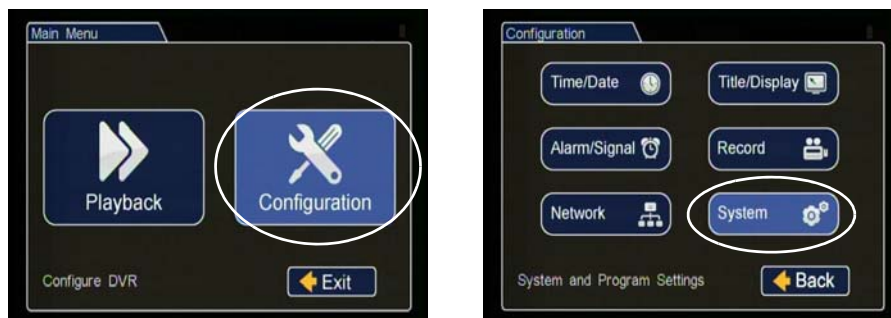 Main Menu
Playback
Configuration
Configure DVR
Exit
Configuration
Time/Date
Title/Display
Alarm/Signal
Record
Network
System
System and Program Settings
Back